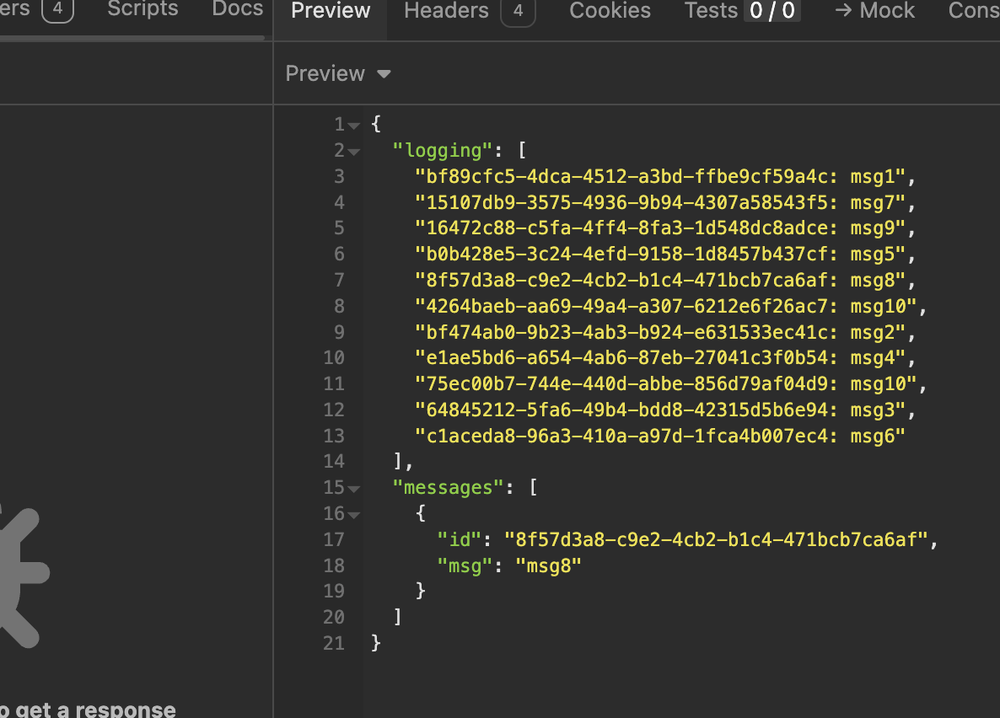 ers 4 Scripts Docs Preview Headers 4 Cookies Tests 0 / 0 → Mock Cons
Preview
1 {
2 "logging": [
3 "bf89cfc5-4dca-4512-a3bd-ffbe9cf59a4c: msg1",
4 "15107db9-3575-4936-9b94-4307a58543f5: msg7",
5 "16472c88-c5fa-4ff4-8fa3-1d548dc8adce: msg9",
6 "b0b428e5-3c24-4efd-9158-1d8457b437cf: msg5",
7 "8f57d3a8-c9e2-4cb2-b1c4-471bcb7ca6af: msg8",
8 "4264baeb-aa69-49a4-a307-6212e6f26ac7: msg10",
9 "bf474ab0-9b23-4ab3-b924-e631533ec41c: msg2",
10 "e1ae5bd6-a654-4ab6-87eb-27041c3f0b54: msg4",
11 "75ec00b7-744e-440d-abbe-856d79af04d9: msg10",
12 "64845212-5fa6-49b4-bdd8-42315d5b6e94: msg3",
13 "c1aceda8-96a3-410a-a97d-1fca4b007ec4: msg6"
14 ],
15 "messages": [
16 {
17 "id": "8f57d3a8-c9e2-4cb2-b1c4-471bcb7ca6af",
18 "msg": "msg8"
19 }
20 ]
21 }
o get a response